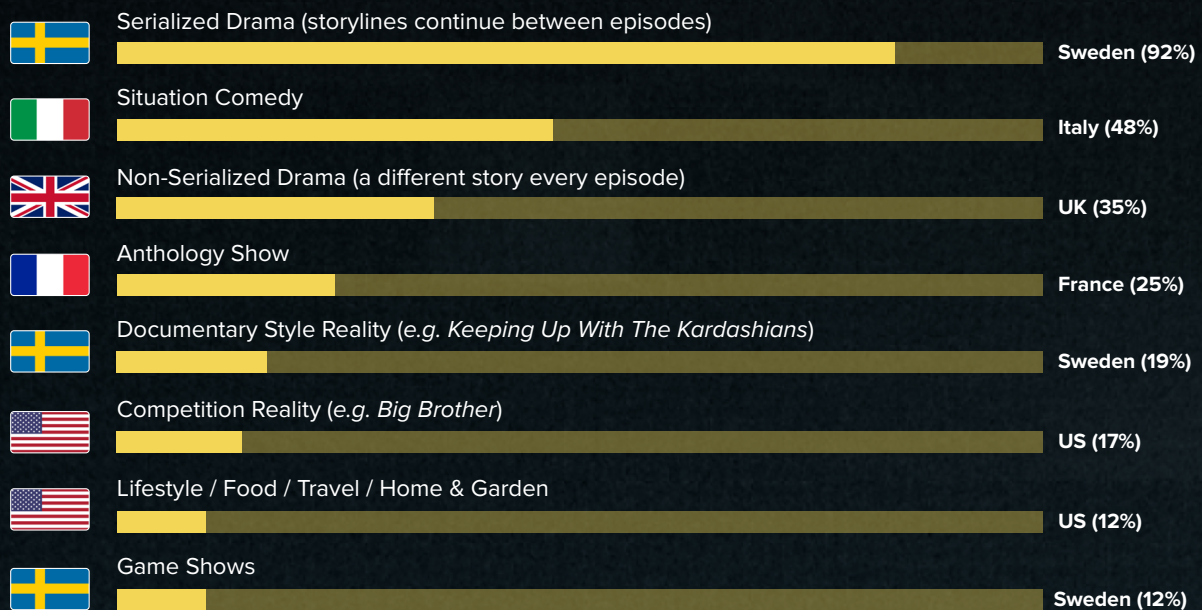 Serialized Drama (storylines continue between episodes)
Sweden (92%)
Situation Comedy
Italy (48%)
Non-Serialized Drama (a different story every episode)
UK (35%)
Anthology Show
France (25%)
Documentary Style Reality (e.g. Keeping Up With The Kardashians)
Sweden (19%)
Competition Reality (e.g. Big Brother)
US (17%)
Lifestyle / Food / Travel / Home & Garden
US (12%)
Game Shows
Sweden (12%)